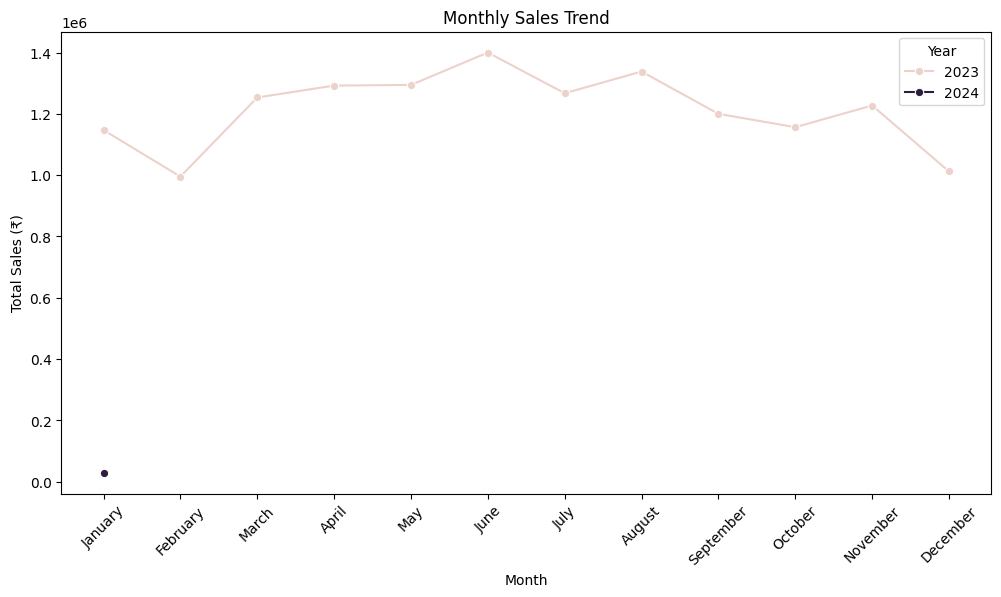 Monthly Sales Trend
1e6
Year
2023
2024
1.4
1.2
1.0
0.8
0.6
0.4
0.2
0.0
Total Sales (₹)
January
February
March
April
May
June
July
August
September
October
November
December
Month